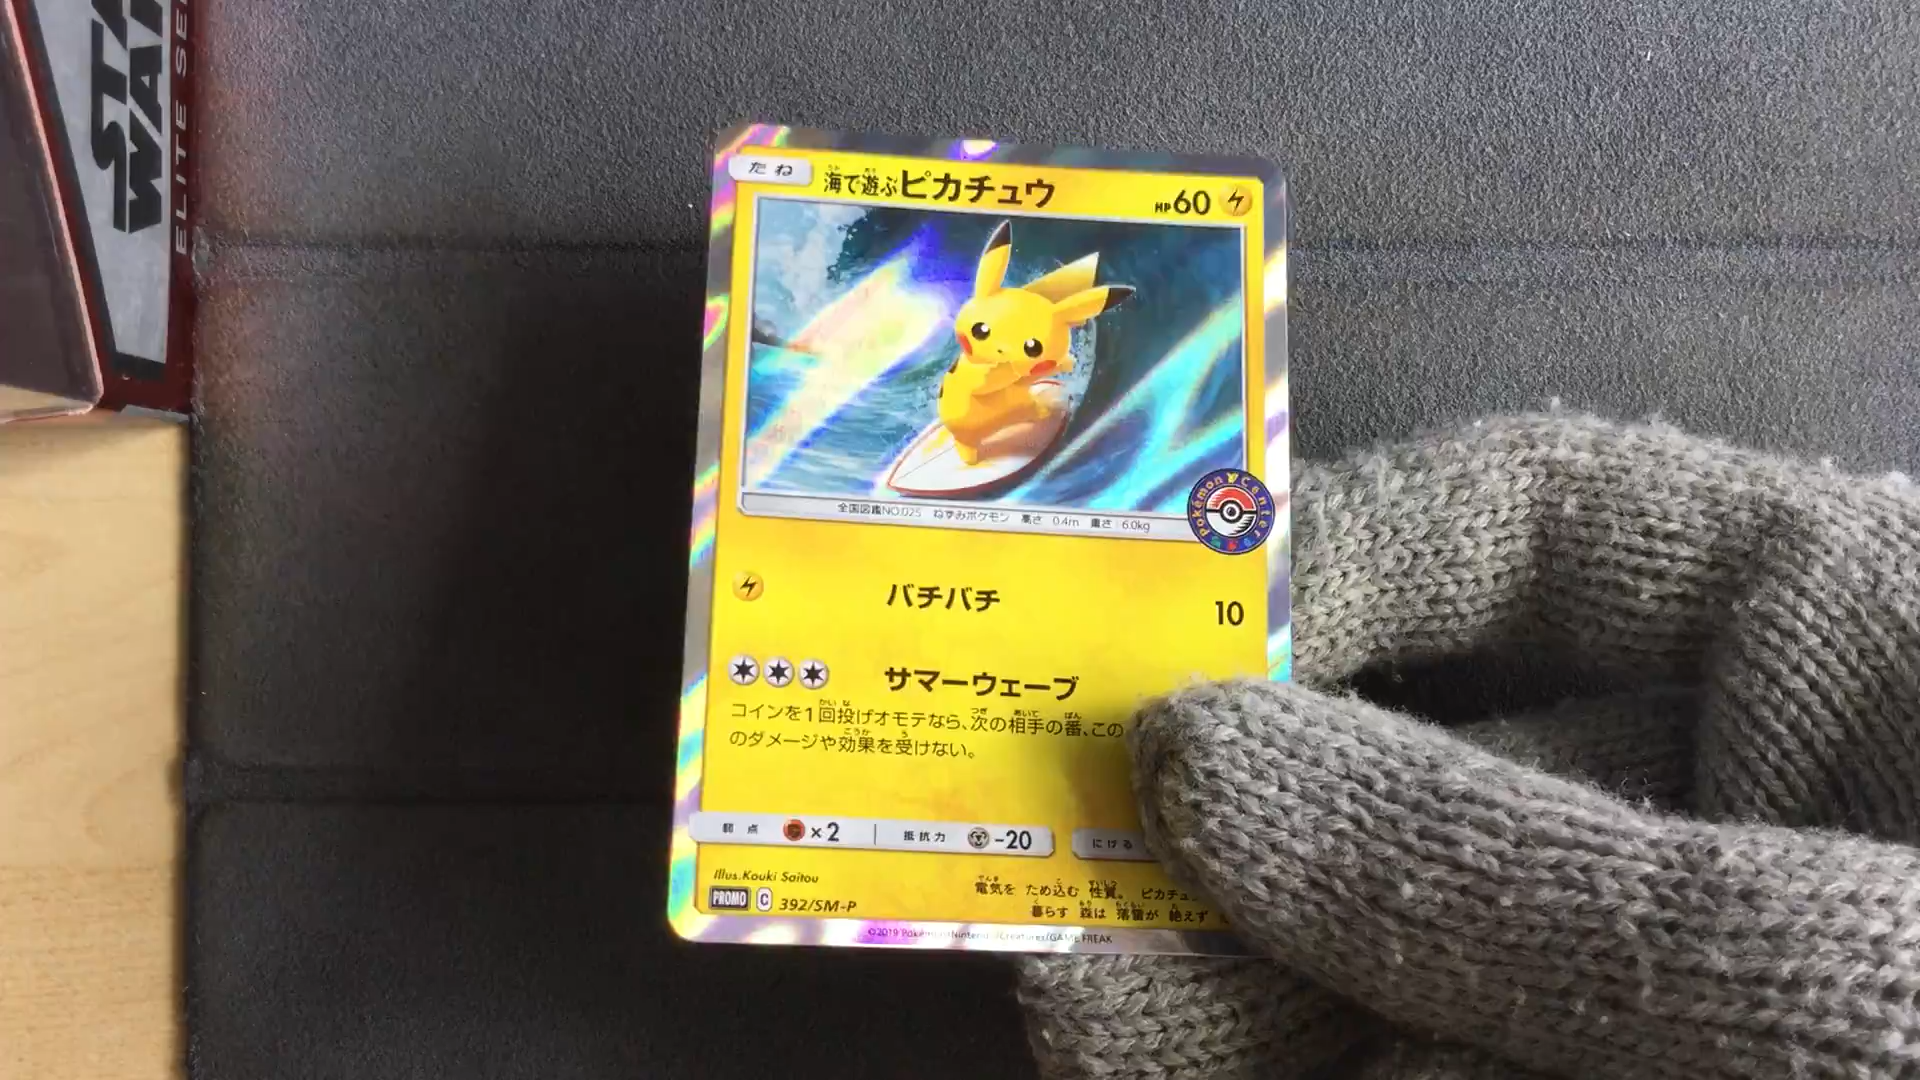 STAR
WAR
ELITE SE
たね
海で遊ぶピカチュウ
HP60
Pokémon Center
全国図鑑NO.025 ねずみポケモン 高さ 0.4m 重さ 6.0kg
バチバチ
10
サマーウェーブ
コインを1回投げオモテなら、次の相手の番、この
のダメージや効果を受けない。
弱点 ×2 抵抗力 -20 にげる
Illus.Kouki Saitou
電気を ため込む 性質。 ピカチュ
暮らす 森は 落雷が 絶えず
PROMO C 392/SM-P
©2019 Pokémon/Nintendo/Creatures/GAME FREAK